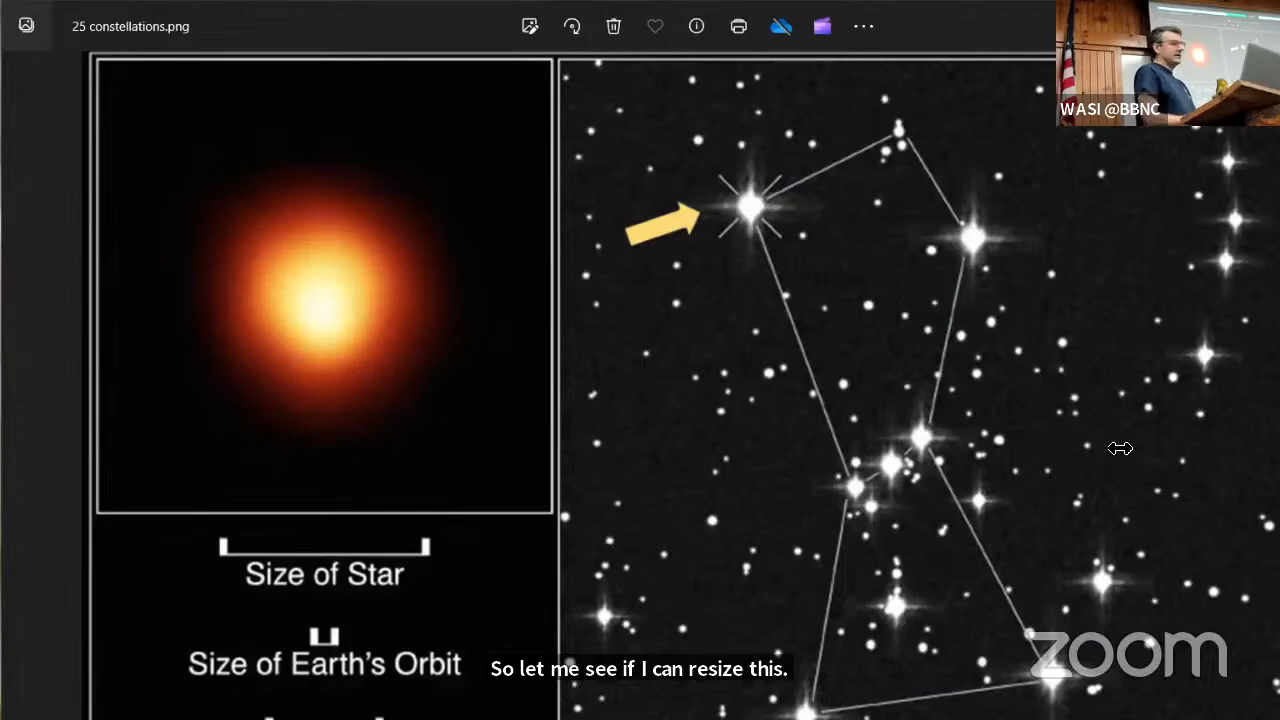 25 constellations.png
WASI @BBNC
Size of Star
Size of Earth's Orbit
So let me see if I can resize this.
zoom